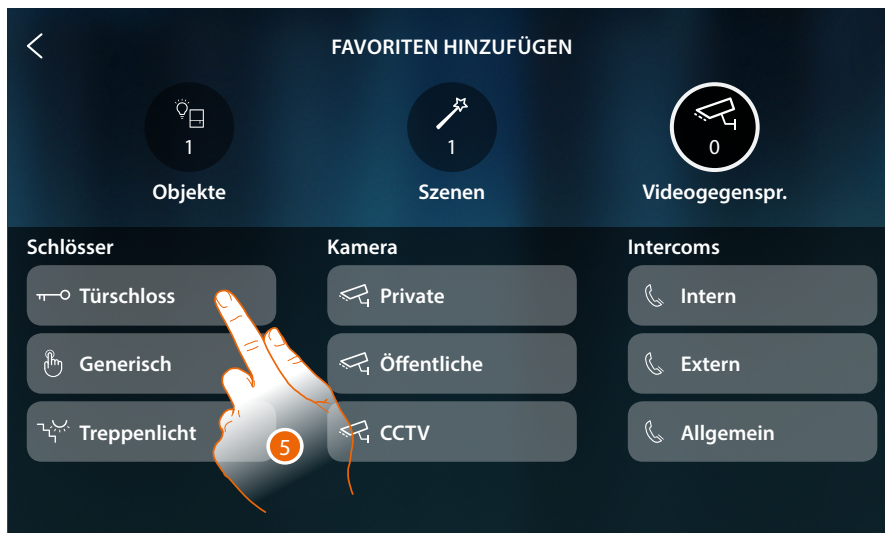 FAVORITEN HINZUFÜGEN
1
1
0
Objekte
Szenen
Videogegenspr.
Schlösser
Kamera
Intercoms
Türschloss
Private
Intern
Generisch
Öffentliche
Extern
Treppenlicht
CCTV
Allgemein
5